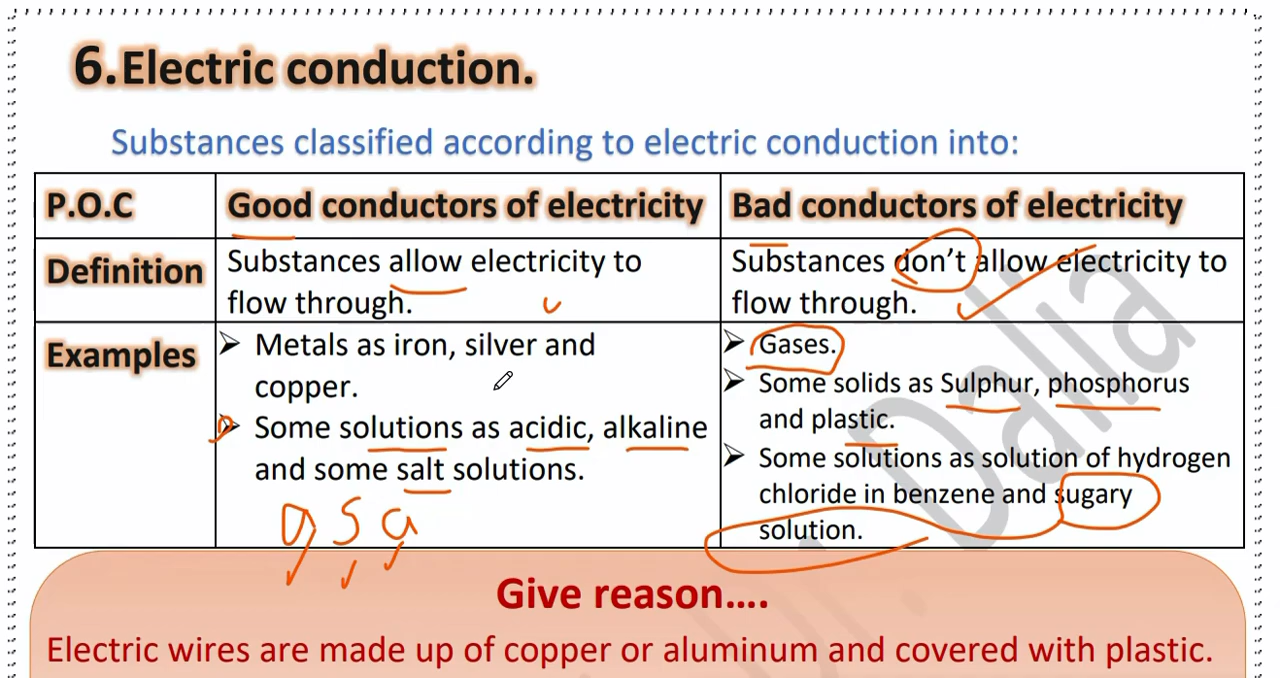 6.Electric conduction.
Substances classified according to electric conduction into:
P.O.C
Good conductors of electricity
Bad conductors of electricity
Definition
Substances allow electricity to
flow through.
Substances don't allow electricity to
flow through.
Examples
➢ Metals as iron, silver and
copper.
➢ Some solutions as acidic, alkaline
and some salt solutions.
a s a
➢ Gases.
➢ Some solids as Sulphur, phosphorus
and plastic.
➢ Some solutions as solution of hydrogen
chloride in benzene and sugary
solution.
Dr. Dalia
Give reason....
Electric wires are made up of copper or aluminum and covered with plastic.